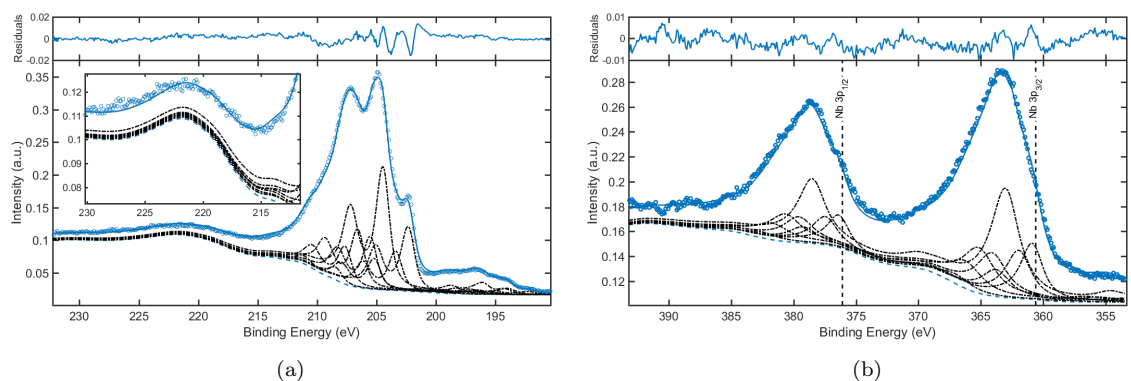 0.02
0
-0.02
Residuals
0.35
0.3
0.25
0.2
0.15
0.1
0.05
Intensity (a.u.)
0.12
0.11
0.1
0.09
0.08
230 225 220 215
230 225 220 215 210 205 200 195
Binding Energy (eV)
(a)
0.01
0
-0.01
Residuals
0.28
0.26
0.24
0.22
0.20
0.18
0.16
0.14
0.12
Intensity (a.u.)
Nb 3p1/2
Nb 3p3/2
390 385 380 375 370 365 360 355
Binding Energy (eV)
(b)